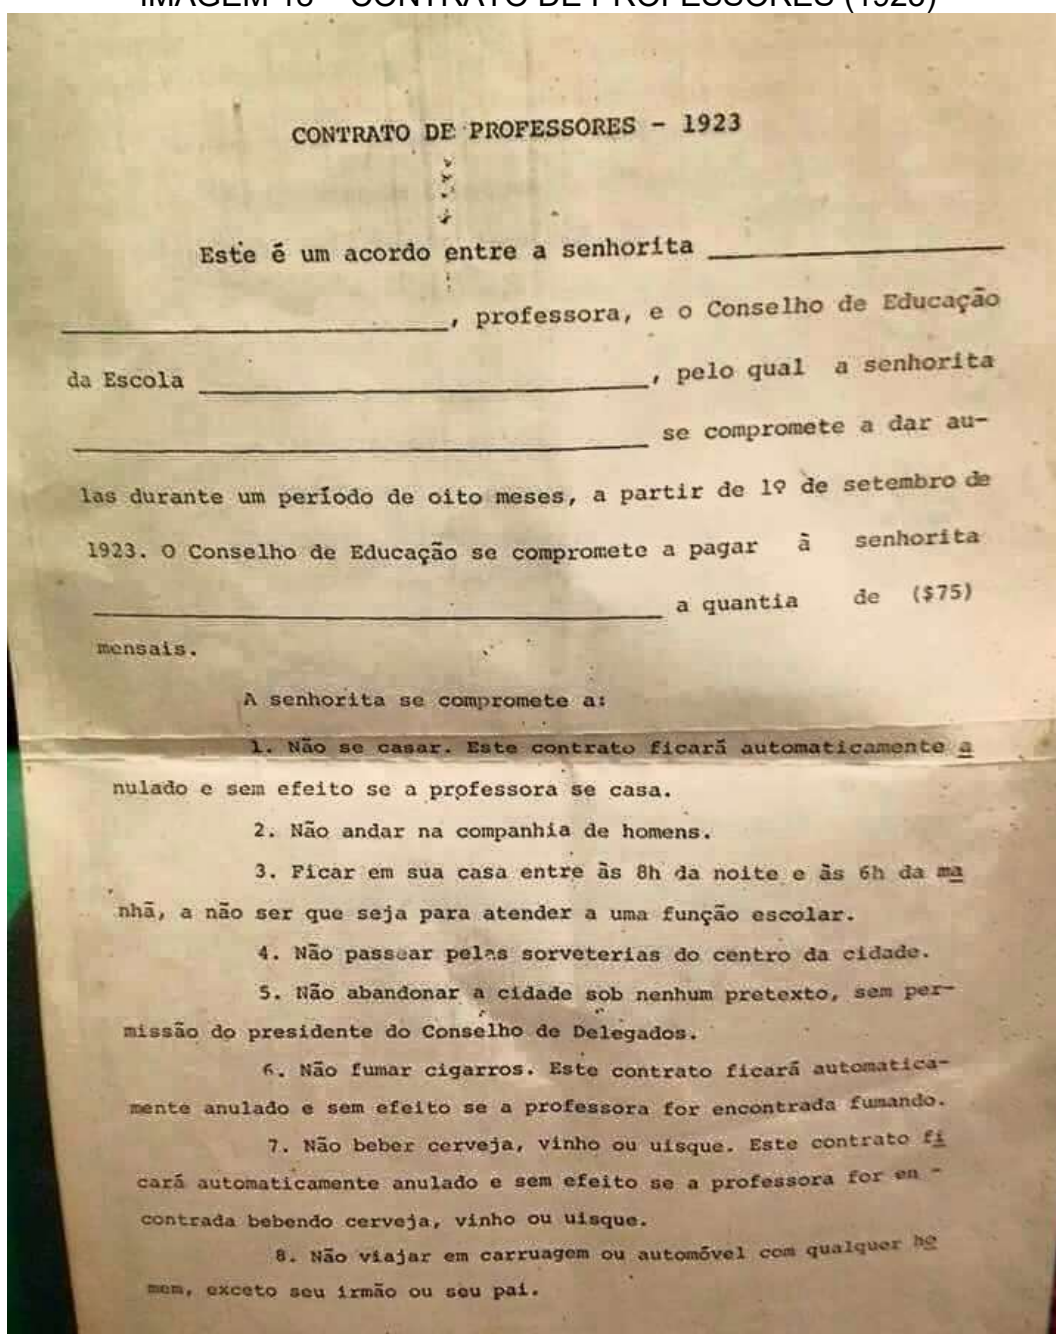 IMAGEM 18 – CONTRATO DE PROFESSORES (1923)
CONTRATO DE PROFESSORES - 1923
Este é um acordo entre a senhorita
, professora, e o Conselho de Educação
da Escola , pelo qual a senhorita
se compromete a dar au-
las durante um período de oito meses, a partir de 1º de setembro de
1923. O Conselho de Educação se compromete a pagar à senhorita
a quantia de ($75)
mensais.
A senhorita se compromete a:
1. Não se casar. Este contrato ficará automaticamente a
nulado e sem efeito se a professora se casa.
2. Não andar na companhia de homens.
3. Ficar em sua casa entre às 8h da noite e às 6h da ma
nhã, a não ser que seja para atender a uma função escolar.
4. Não passear pelas sorveterias do centro da cidade.
5. Não abandonar a cidade sob nenhum pretexto, sem per-
missão do presidente do Conselho de Delegados.
6. Não fumar cigarros. Este contrato ficará automatica-
mente anulado e sem efeito se a professora for encontrada fumando.
7. Não beber cerveja, vinho ou uisque. Este contrato fi
cará automaticamente anulado e sem efeito se a professora for en -
contrada bebendo cerveja, vinho ou uisque.
8. Não viajar em carruagem ou automóvel com qualquer ho
mem, exceto seu irmão ou seu pai.